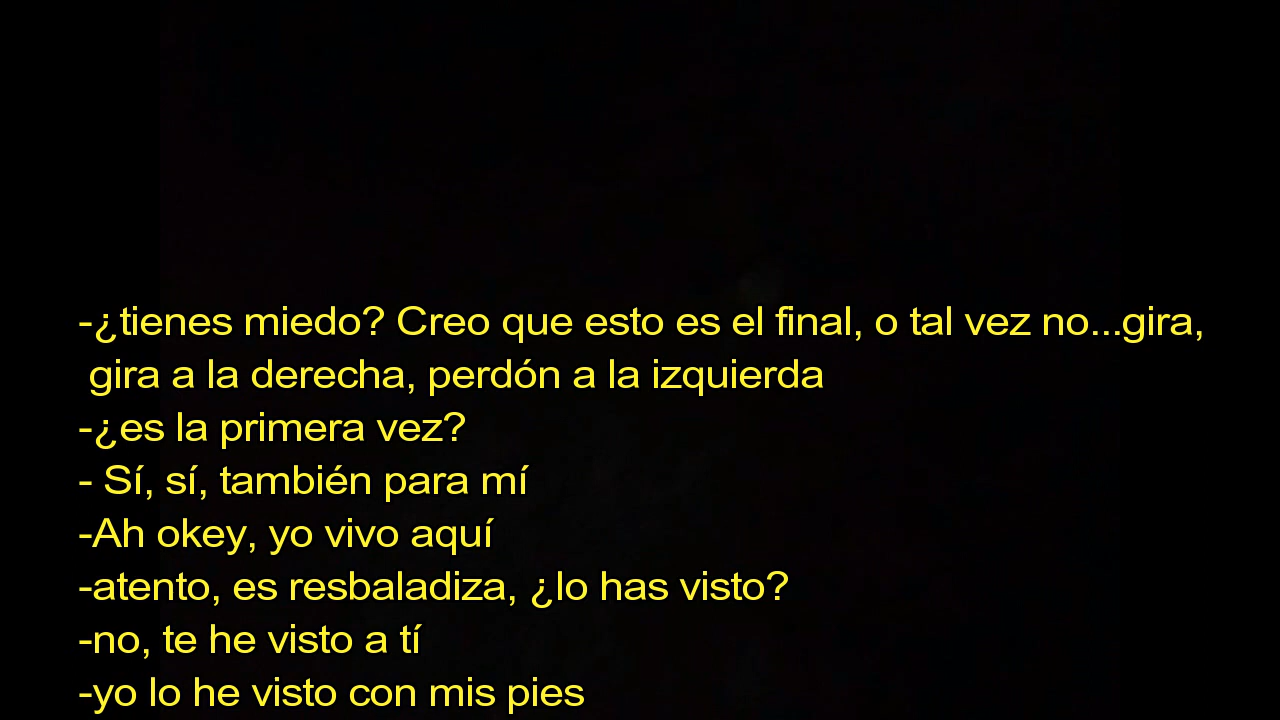 -¿tienes miedo? Creo que esto es el final, o tal vez no...gira,
gira a la derecha, perdón a la izquierda
-¿es la primera vez?
- Sí, sí, también para mí
-Ah okey, yo vivo aquí
-atento, es resbaladiza, ¿lo has visto?
-no, te he visto a tí
-yo lo he visto con mis pies